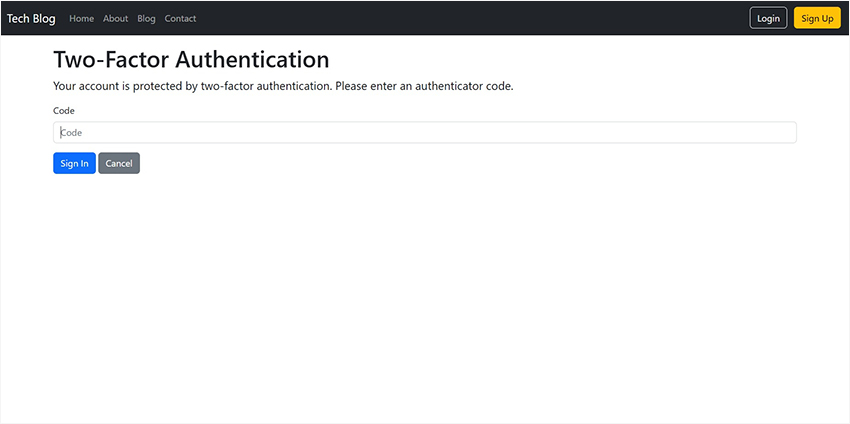 Tech Blog Home About Blog Contact Login Sign Up
Two-Factor Authentication
Your account is protected by two-factor authentication. Please enter an authenticator code.
Code
Code
Sign In Cancel